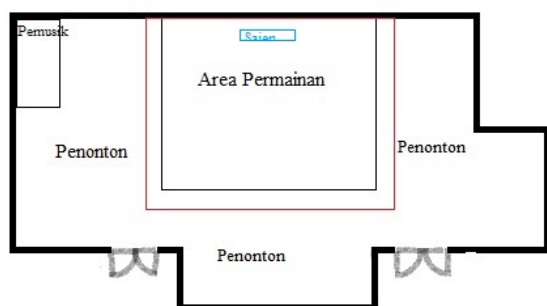 Pemusik
Sajen
Area Permainan
Penonton
Penonton
Penonton